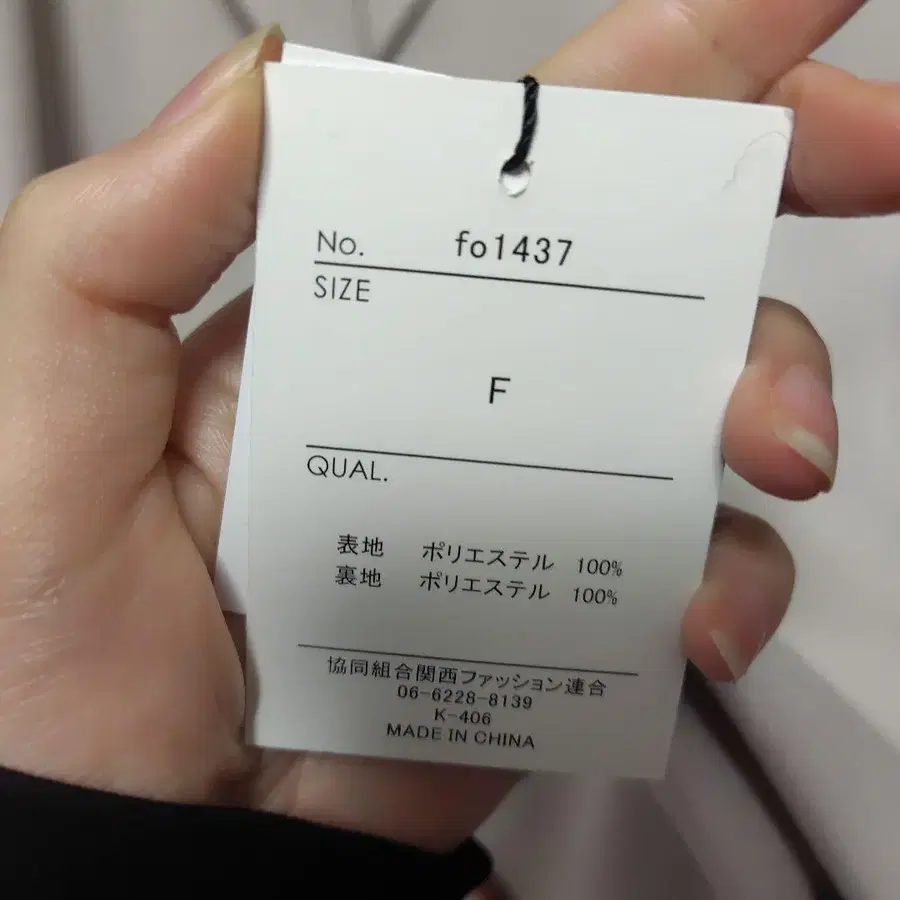 No. fo1437
SIZE
F
QUAL.
表地 ポリエステル 100%
裏地 ポリエステル 100%
協同組合関西ファッション連合
06-6228-8139
K-406
MADE IN CHINA